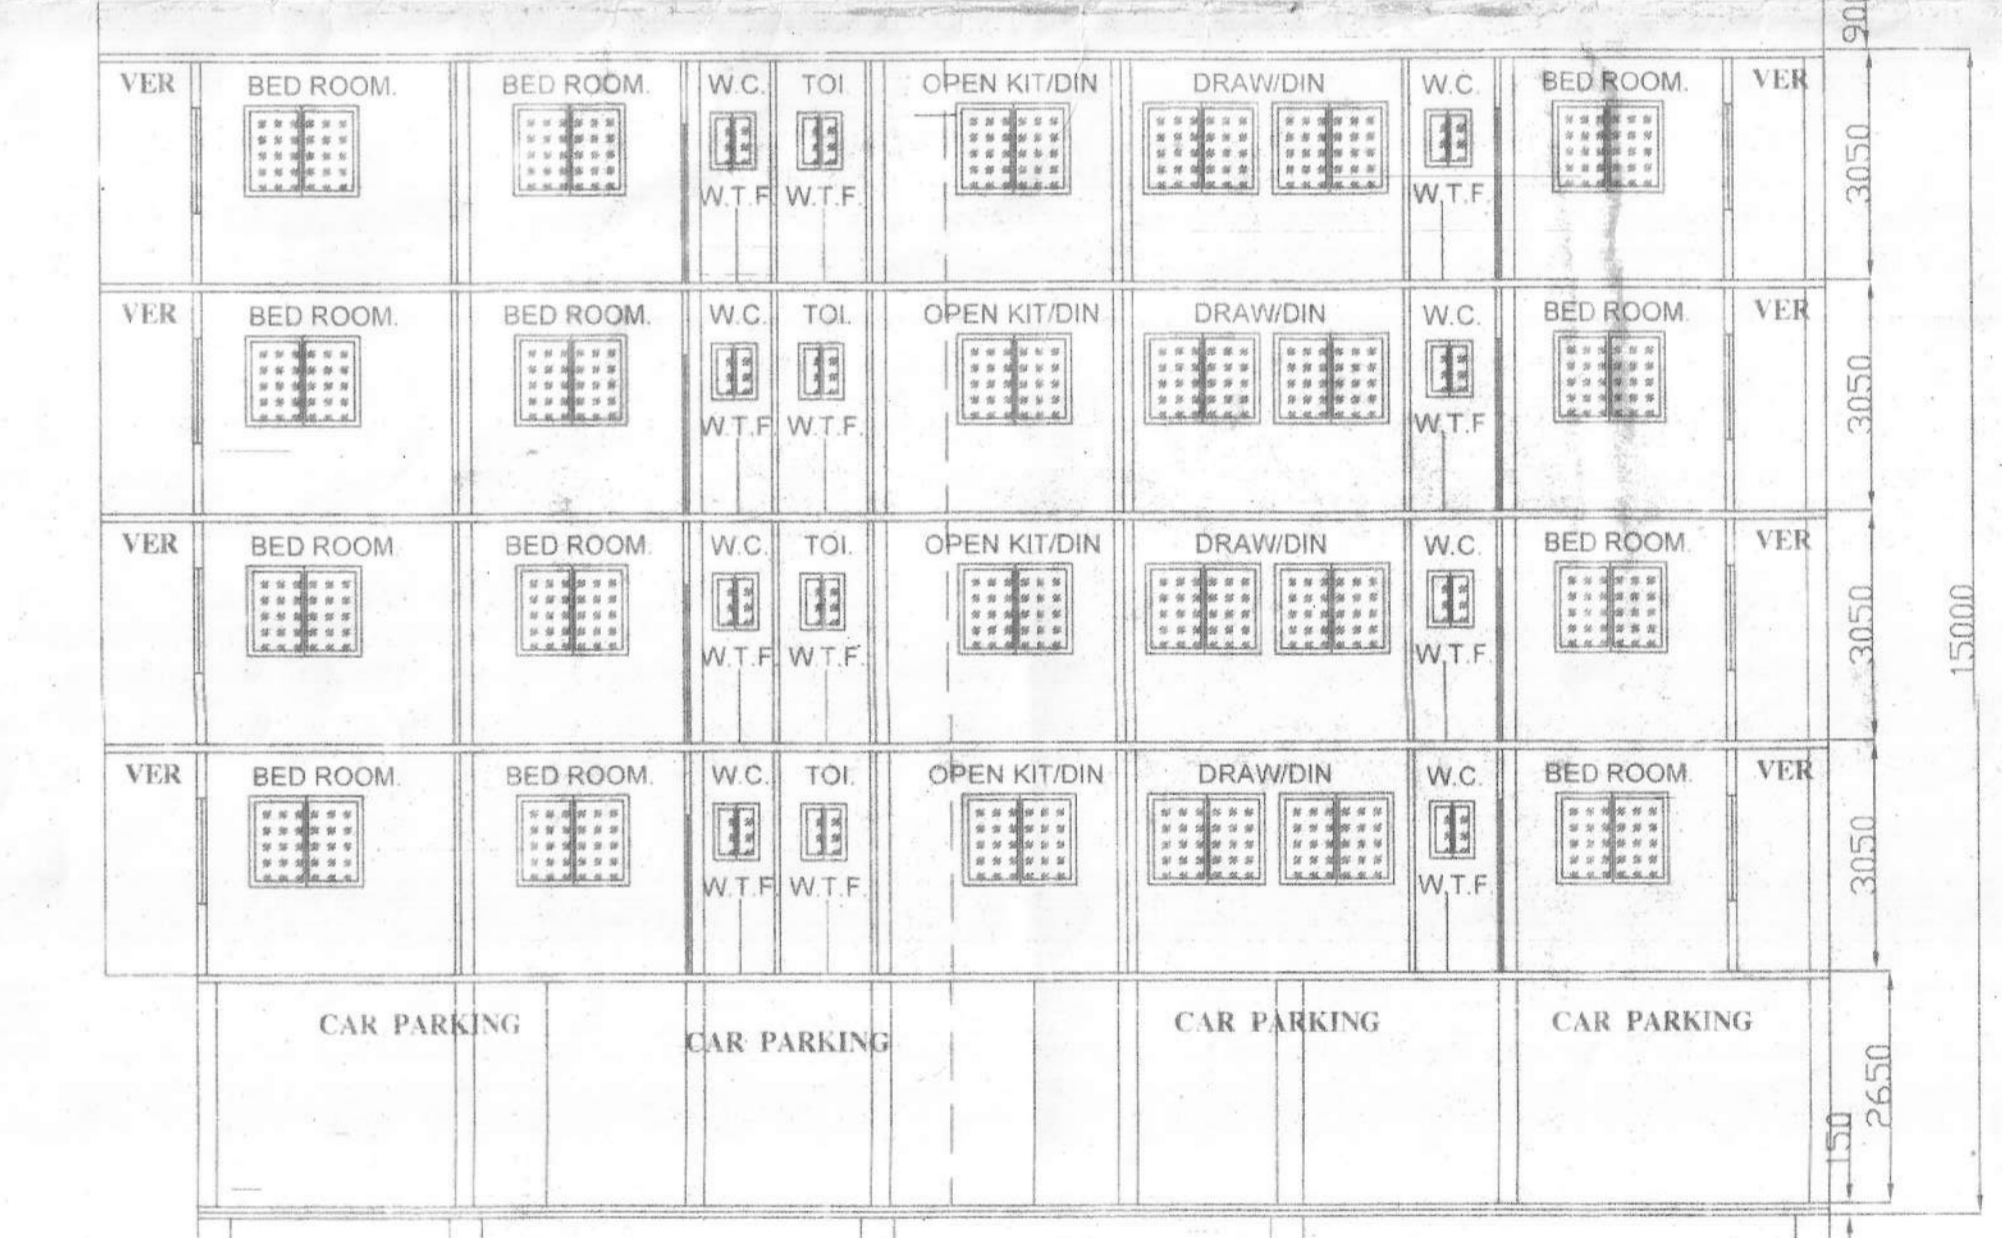 90
VER BED ROOM. BED ROOM. W.C. TOI. OPEN KIT/DIN DRAW/DIN W.C. BED ROOM. VER
3050
W.T.F. W.T.F. W.T.F.
VER BED ROOM. BED ROOM. W.C. TOI. OPEN KIT/DIN DRAW/DIN W.C. BED ROOM. VER
3050
W.T.F. W.T.F. W.T.F
VER BED ROOM. BED ROOM. W.C. TOI. OPEN KIT/DIN DRAW/DIN W.C. BED ROOM. VER
3050
15000
W.T.F. W.T.F. W.T.F.
VER BED ROOM. BED ROOM. W.C. TOI. OPEN KIT/DIN DRAW/DIN W.C. BED ROOM. VER
3050
W.T.F. W.T.F. W.T.F.
CAR PARKING CAR PARKING CAR PARKING CAR PARKING
2650
150